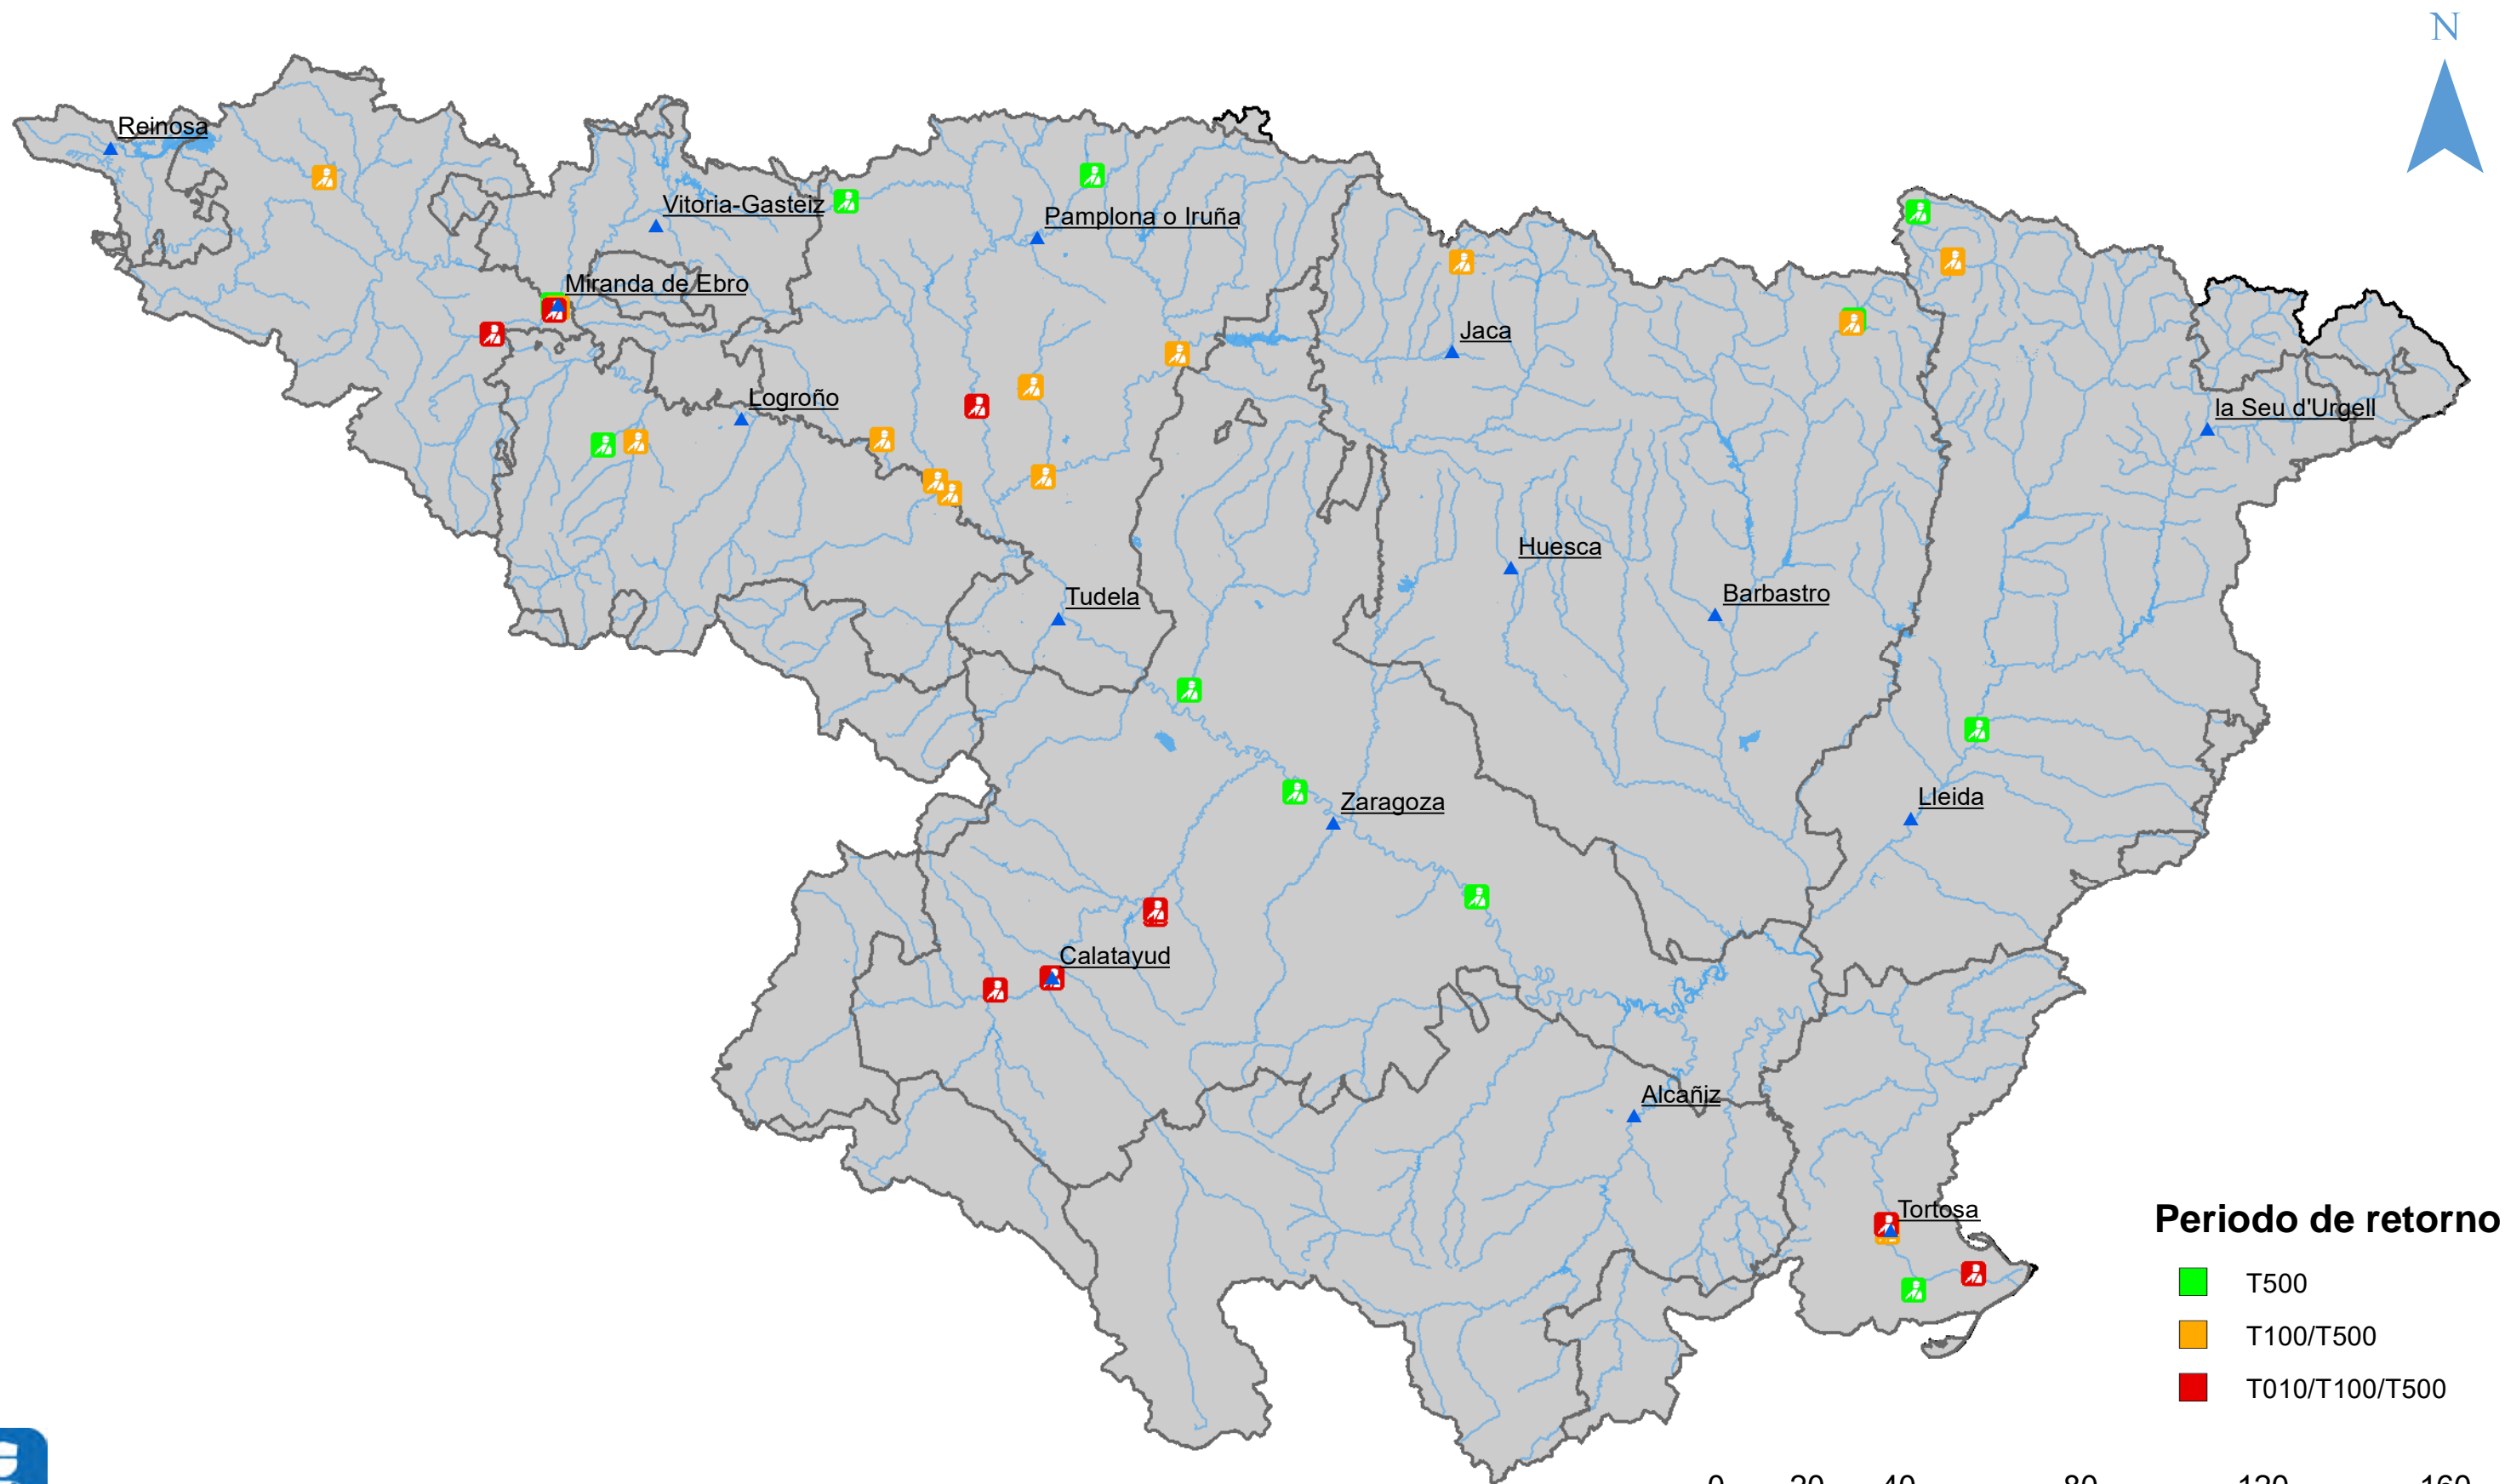 N
Reinosa
Vitoria-Gasteiz
Pamplona o Iruña
Miranda de Ebro
Jaca
Logroño
la Seu d'Urgell
Huesca
Barbastro
Tudela
Zaragoza
Lleida
Calatayud
Alcañiz
Tortosa
Periodo de retorno
T500
T100/T500
T010/T100/T500